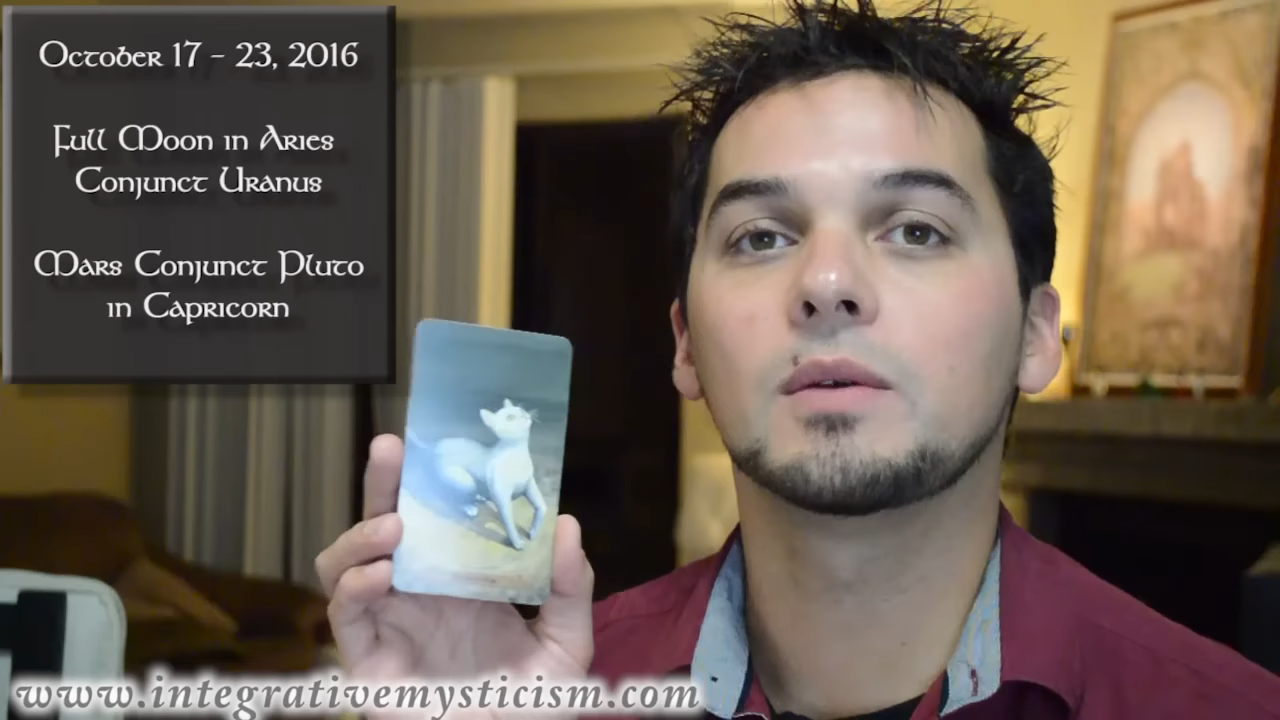 October 17 - 23, 2016
Full Moon in Aries
Conjunct Uranus
Mars Conjunct Pluto
in Capricorn
www.integrativemysticism.com